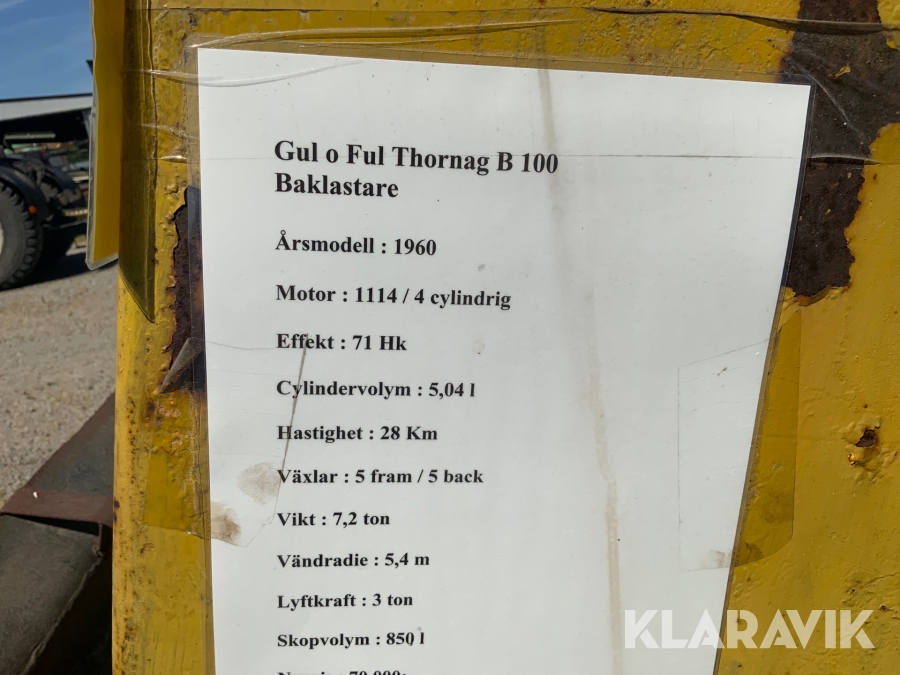 Gul o Ful Thornag B 100
Baklastare
Årsmodell : 1960
Motor : 1114 / 4 cylindrig
Effekt : 71 Hk
Cylindervolym : 5,04 l
Hastighet : 28 Km
Växlar : 5 fram / 5 back
Vikt : 7,2 ton
Vändradie : 5,4 m
Lyftkraft : 3 ton
Skopvolym : 850 l
70 000:-
KLARAVIK